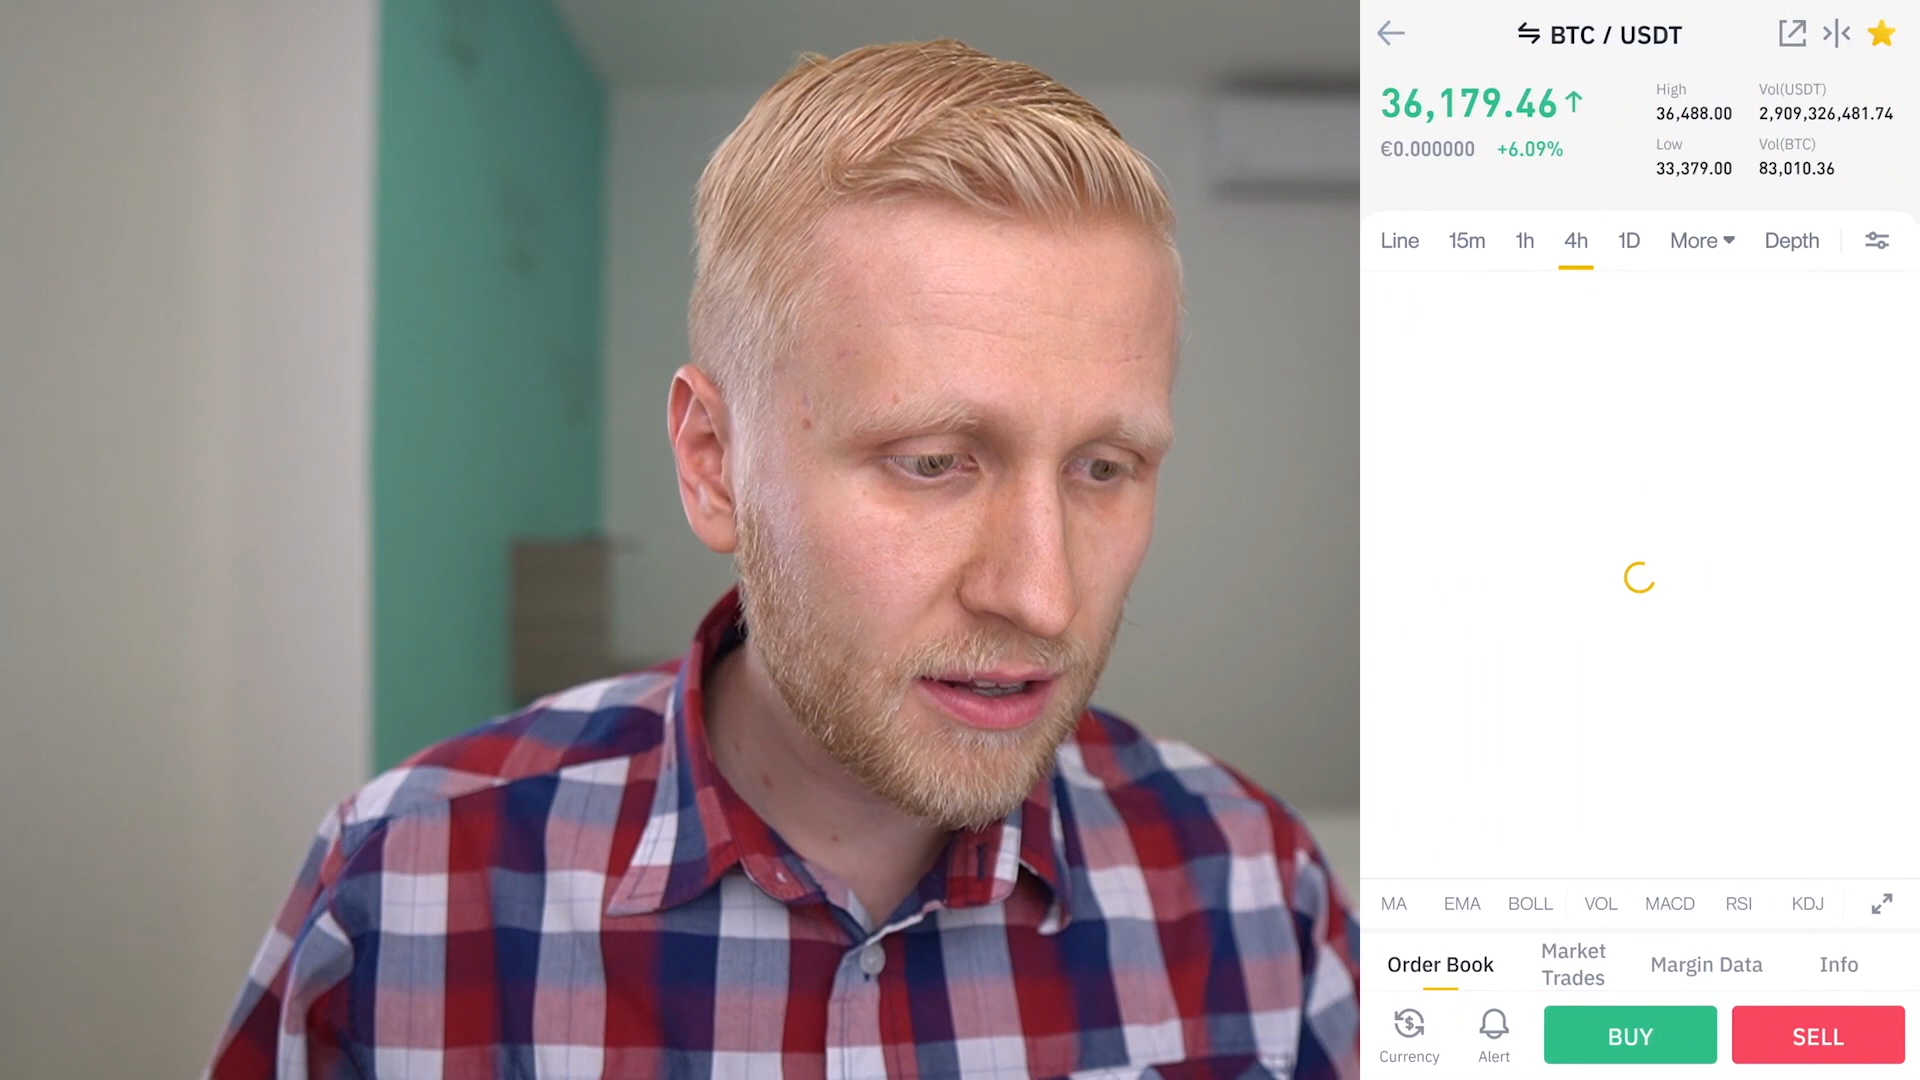 BTC / USDT
36,179.46
€0.000000 +6.09%
High
36,488.00
Low
33,379.00
Vol(USDT)
2,909,326,481.74
Vol(BTC)
83,010.36
Line 15m 1h 4h 1D More Depth
MA EMA BOLL VOL MACD RSI KDJ
Order Book Market Trades Margin Data Info
Currency Alert BUY SELL